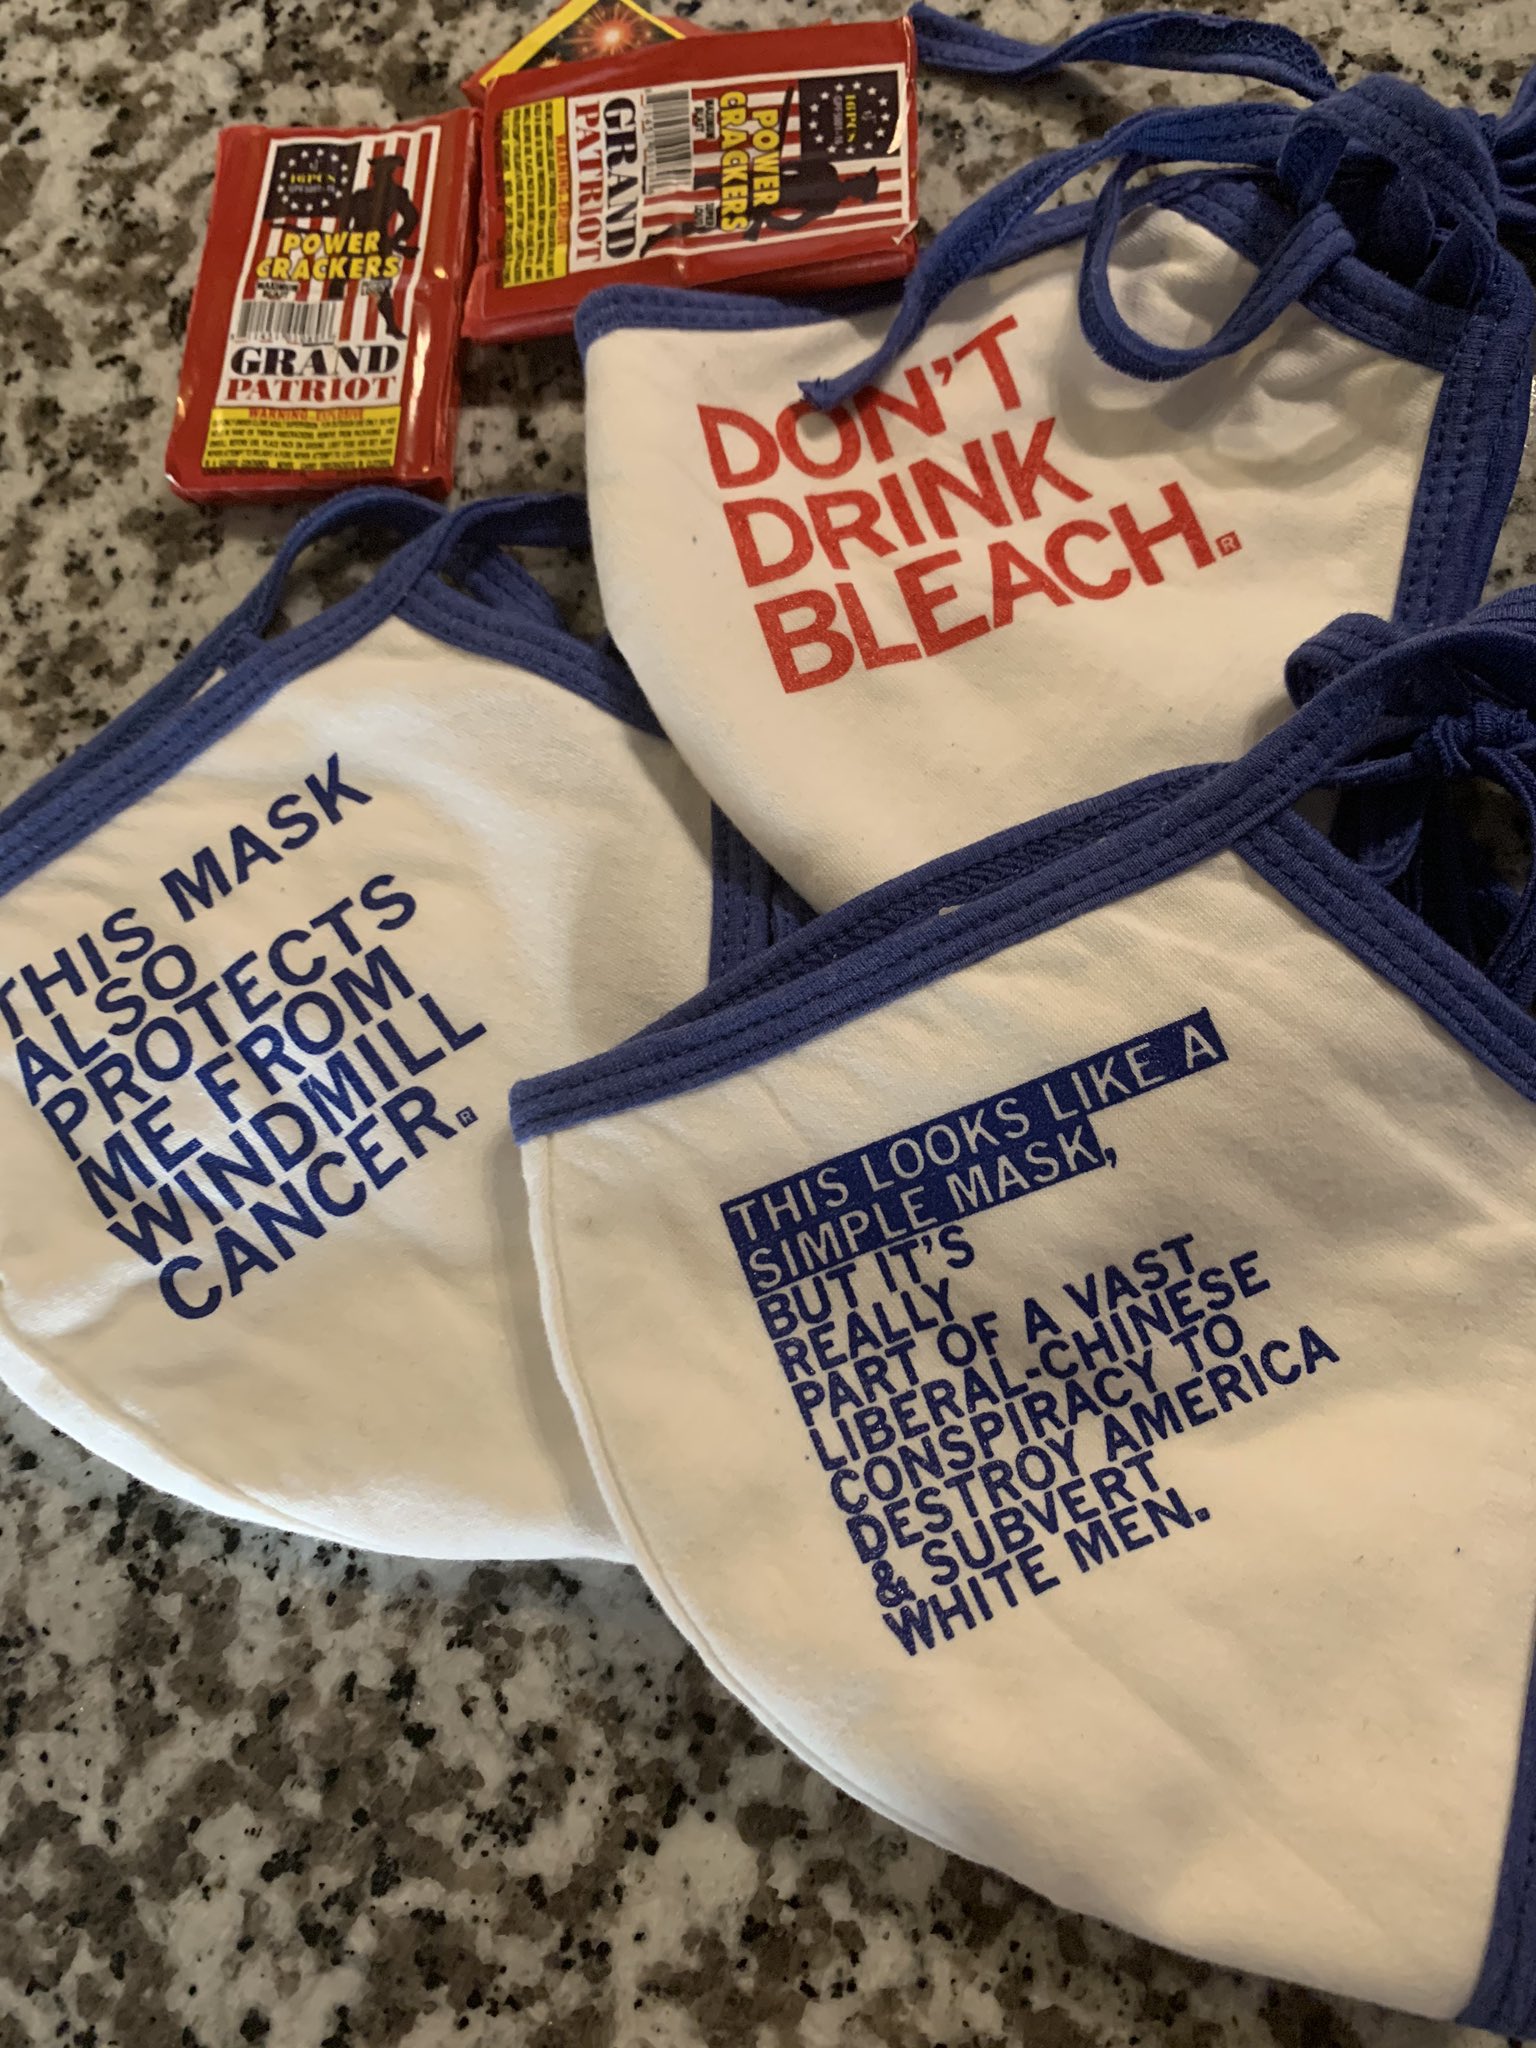 16PCS
POWER
CRACKERS
GRAND
PATRIOT
16PCS
POWER
CRACKERS
GRAND
PATRIOT
DON'T
DRINK
BLEACH.
THIS MASK
ALSO
PROTECTS
ME FROM
WINDMILL
CANCER.
THIS LOOKS LIKE A
SIMPLE MASK,
BUT IT'S
REALLY
PART OF A VAST
LIBERAL-CHINESE
CONSPIRACY TO
DESTROY AMERICA
& SUBVERT
WHITE MEN.